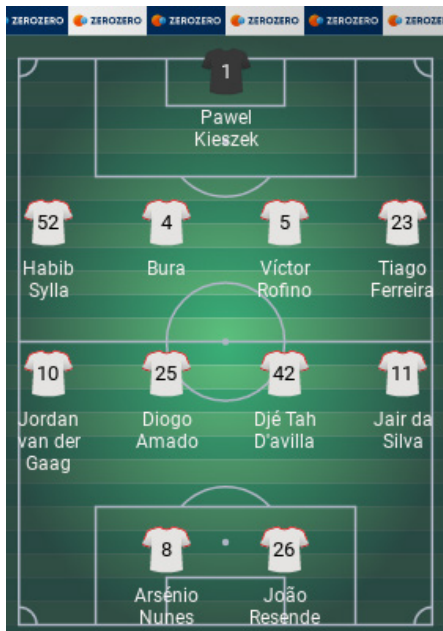 ZEROZERO ZEROZERO ZEROZERO ZEROZERO ZEROZERO ZEROZE
1
Pawel
Kieszek
52 4 5 23
Habib Bura Víctor Tiago
Sylla Rofino Ferreira
10 25 42 11
Jordan Diogo Djé Tah Jair da
van der Amado D'avilla Silva
Gaag
8 26
Arsénio João
Nunes Resende